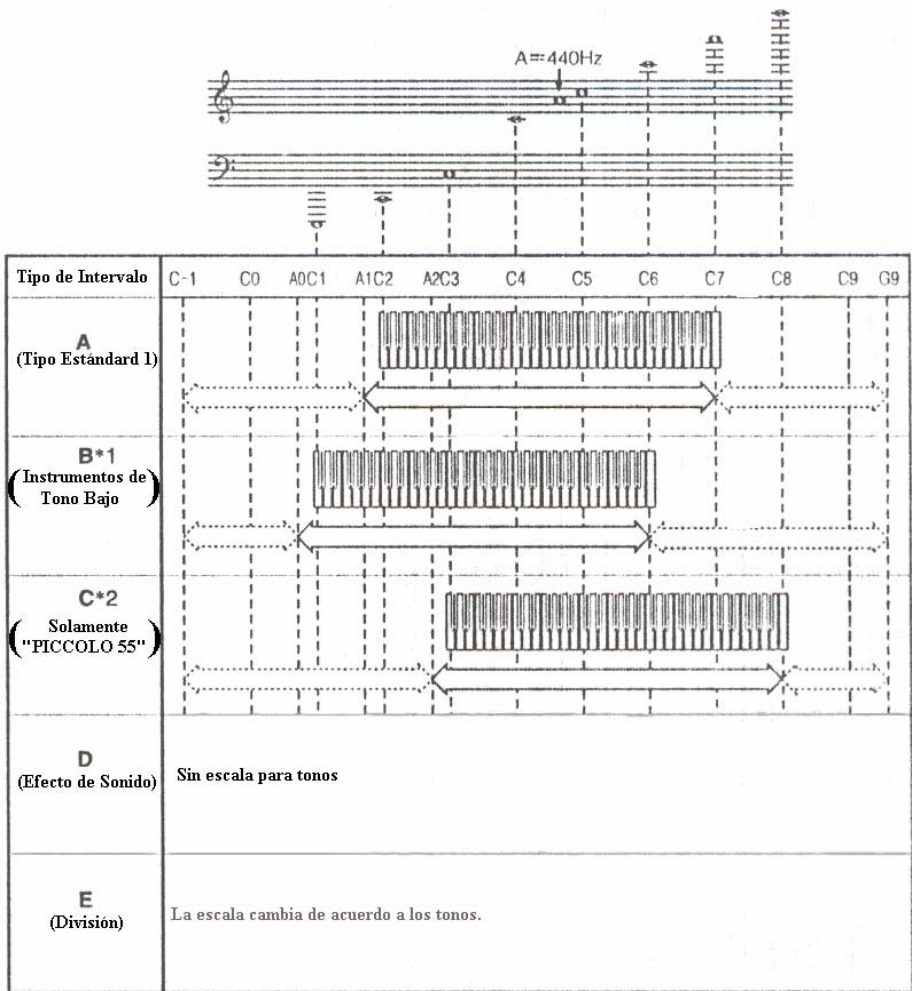 A=440Hz
Tipo de Intervalo C-1 C0 A0C1 A1C2 A2C3 C4 C5 C6 C7 C8 C9 G9
A
(Tipo Estándard 1)
B*1
(Instrumentos de
Tono Bajo)
C*2
(Solamente
"PICCOLO 55")
D
(Efecto de Sonido)
Sin escala para tonos
E
(División)
La escala cambia de acuerdo a los tonos.